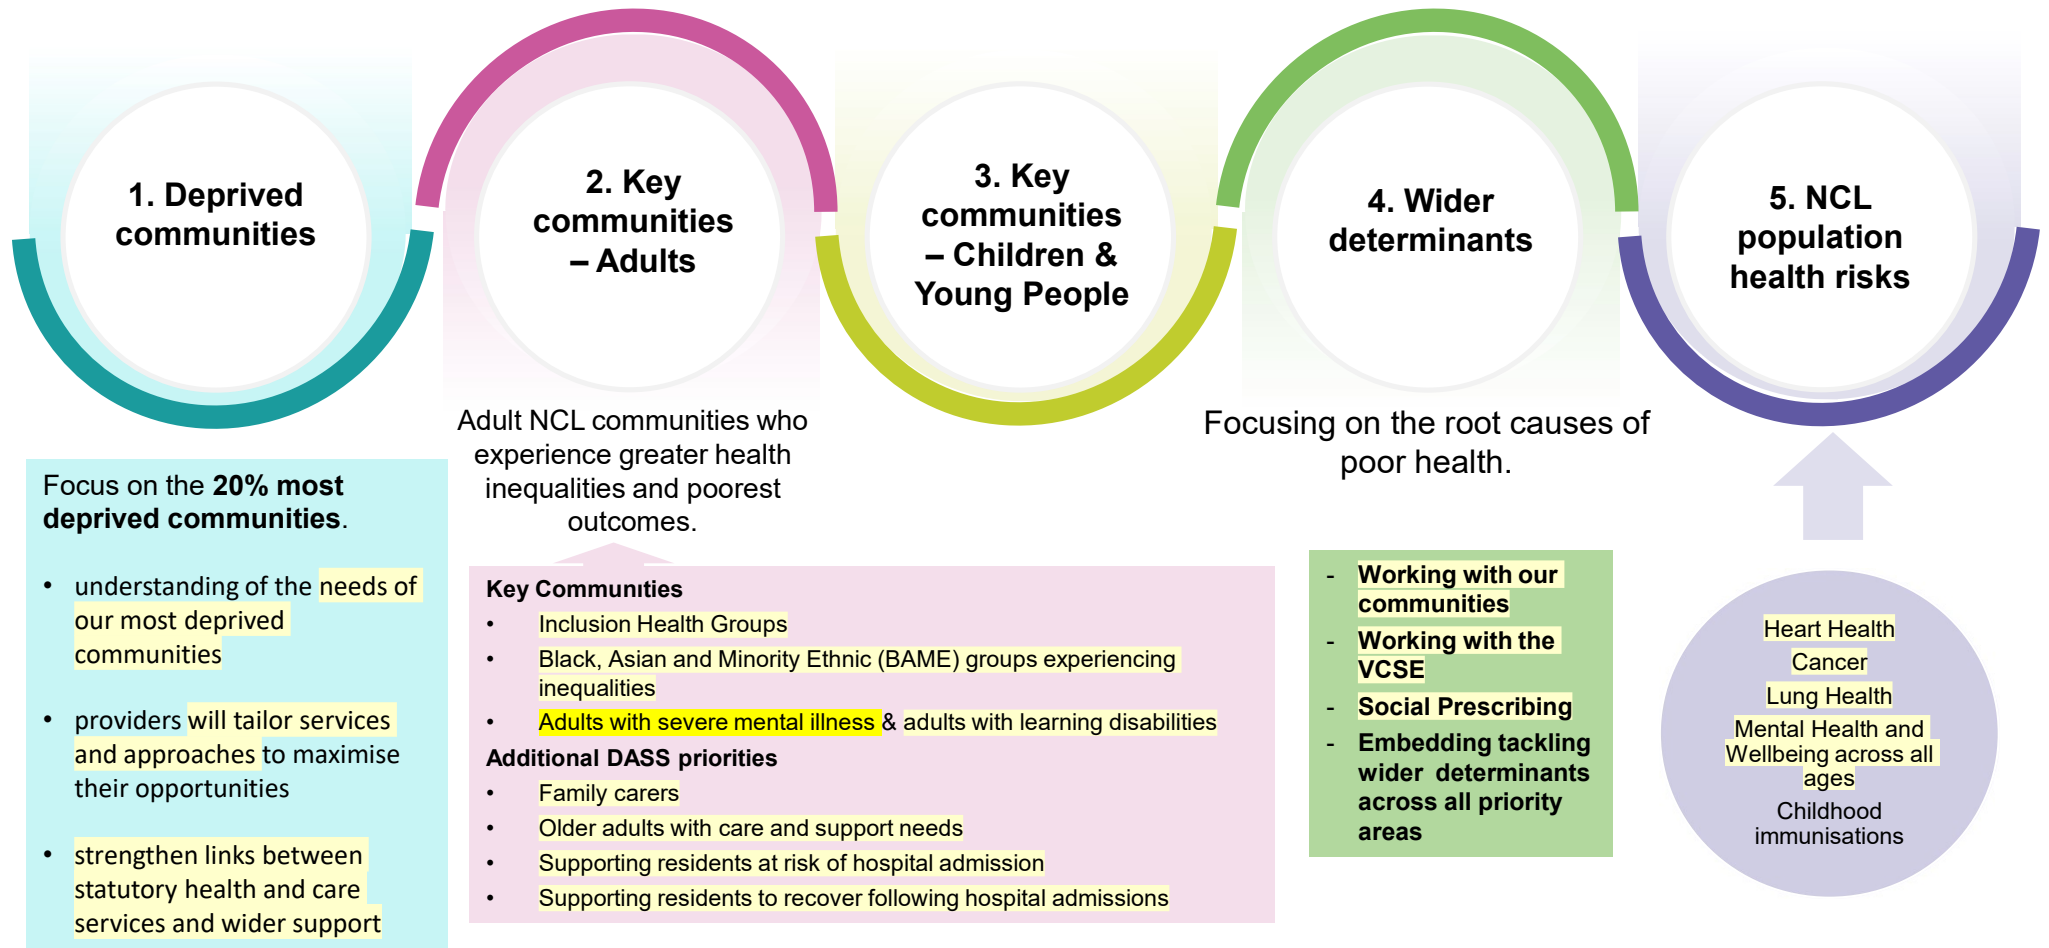 1. Deprived
communities
2. Key
communities
– Adults
3. Key
communities
– Children &
Young People
4. Wider
determinants
5. NCL
population
health risks
Focus on the 20% most
deprived communities.
• understanding of the needs of
our most deprived
communities
• providers will tailor services
and approaches to maximise
their opportunities
• strengthen links between
statutory health and care
services and wider support
Adult NCL communities who
experience greater health
inequalities and poorest
outcomes.
Key Communities
• Inclusion Health Groups
• Black, Asian and Minority Ethnic (BAME) groups experiencing
inequalities
• Adults with severe mental illness & adults with learning disabilities
Additional DASS priorities
• Family carers
• Older adults with care and support needs
• Supporting residents at risk of hospital admission
• Supporting residents to recover following hospital admissions
Focusing on the root causes of
poor health.
- Working with our
communities
- Working with the
VCSE
- Social Prescribing
- Embedding tackling
wider determinants
across all priority
areas
Heart Health
Cancer
Lung Health
Mental Health and
Wellbeing across all
ages
Childhood
immunisations